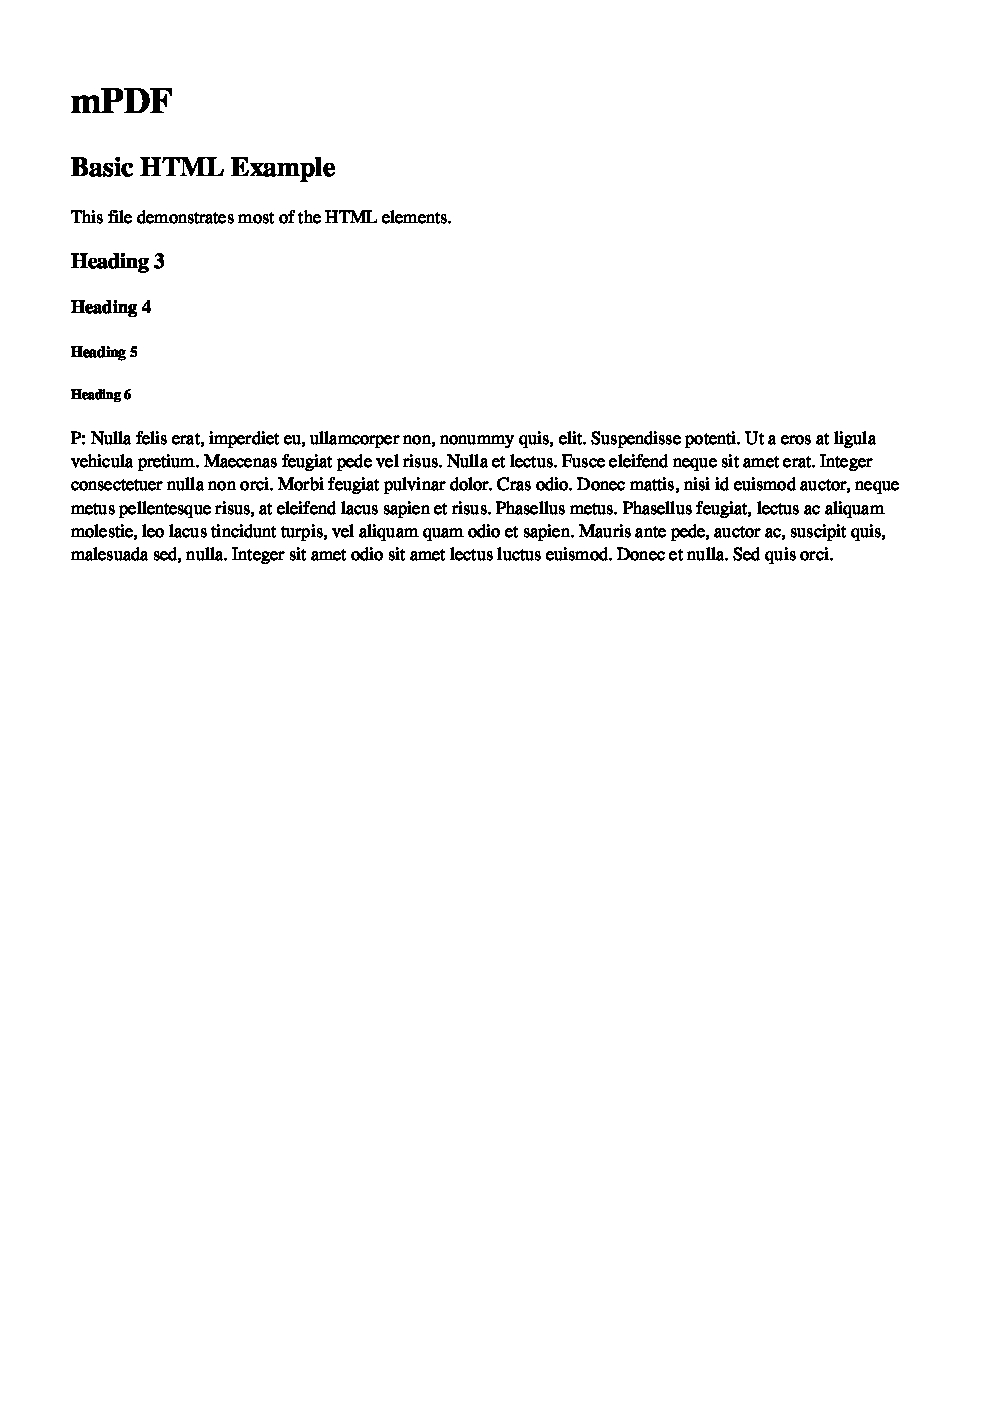 mPDF
Basic HTML Example
This file demonstrates most of the HTML elements.
Heading 3
Heading 4
Heading 5
Heading 6
P: Nulla felis erat, imperdiet eu, ullamcorper non, nonummy quis, elit. Suspendisse potenti. Ut a eros at ligula
vehicula pretium. Maecenas feugiat pede vel risus. Nulla et lectus. Fusce eleifend neque sit amet erat. Integer
consectetuer nulla non orci. Morbi feugiat pulvinar dolor. Cras odio. Donec mattis, nisi id euismod auctor, neque
metus pellentesque risus, at eleifend lacus sapien et risus. Phasellus metus. Phasellus feugiat, lectus ac aliquam
molestie, leo lacus tincidunt turpis, vel aliquam quam odio et sapien. Mauris ante pede, auctor ac, suscipit quis,
malesuada sed, nulla. Integer sit amet odio sit amet lectus luctus euismod. Donec et nulla. Sed quis orci.